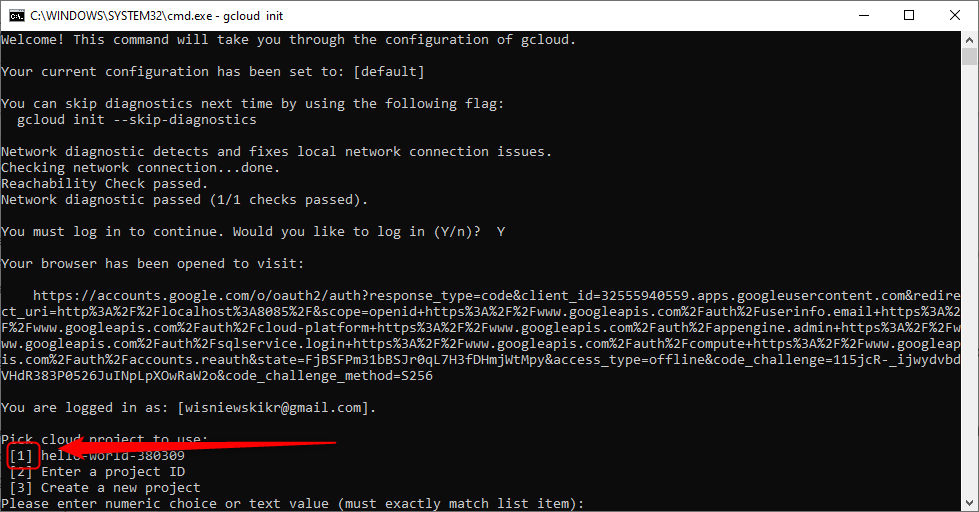 C:\WINDOWS\SYSTEM32\cmd.exe - gcloud  init
Welcome! This command will take you through the configuration of gcloud.
Your current configuration has been set to: [default]
You can skip diagnostics next time by using the following flag:
  gcloud init --skip-diagnostics
Network diagnostic detects and fixes local network connection issues.
Checking network connection...done.
Reachability Check passed.
Network diagnostic passed (1/1 checks passed).
You must log in to continue. Would you like to log in (Y/n)?  Y
Your browser has been opened to visit:
    https://accounts.google.com/o/oauth2/auth?response_type=code&client_id=32555940559.apps.googleusercontent.com&redire
ct_uri=http%3A%2F%2Flocalhost%3A8085%2F&scope=openid+https%3A%2F%2Fwww.googleapis.com%2Fauth%2Fuserinfo.email+https%3A%2
F%2Fwww.googleapis.com%2Fauth%2Fcloud-platform+https%3A%2F%2Fwww.googleapis.com%2Fauth%2Fappengine.admin+https%3A%2F%2Fw
ww.googleapis.com%2Fauth%2Fsqlservice.login+https%3A%2F%2Fwww.googleapis.com%2Fauth%2Fcompute+https%3A%2F%2Fwww.googleap
is.com%2Fauth%2Faccounts.reauth&state=FjBSFPm31bBSJr0qL7H3fDHmjWtMpy&access_type=offline&code_challenge=115jcR-_ijwydvbd
VHdR383P0526JuINpLpXOwRaW2o&code_challenge_method=S256
You are logged in as: [wisniewskikr@gmail.com].
Pick cloud project to use:
 [1] hello-world-380309
 [2] Enter a project ID
 [3] Create a new project
Please enter numeric choice or text value (must exactly match list item):